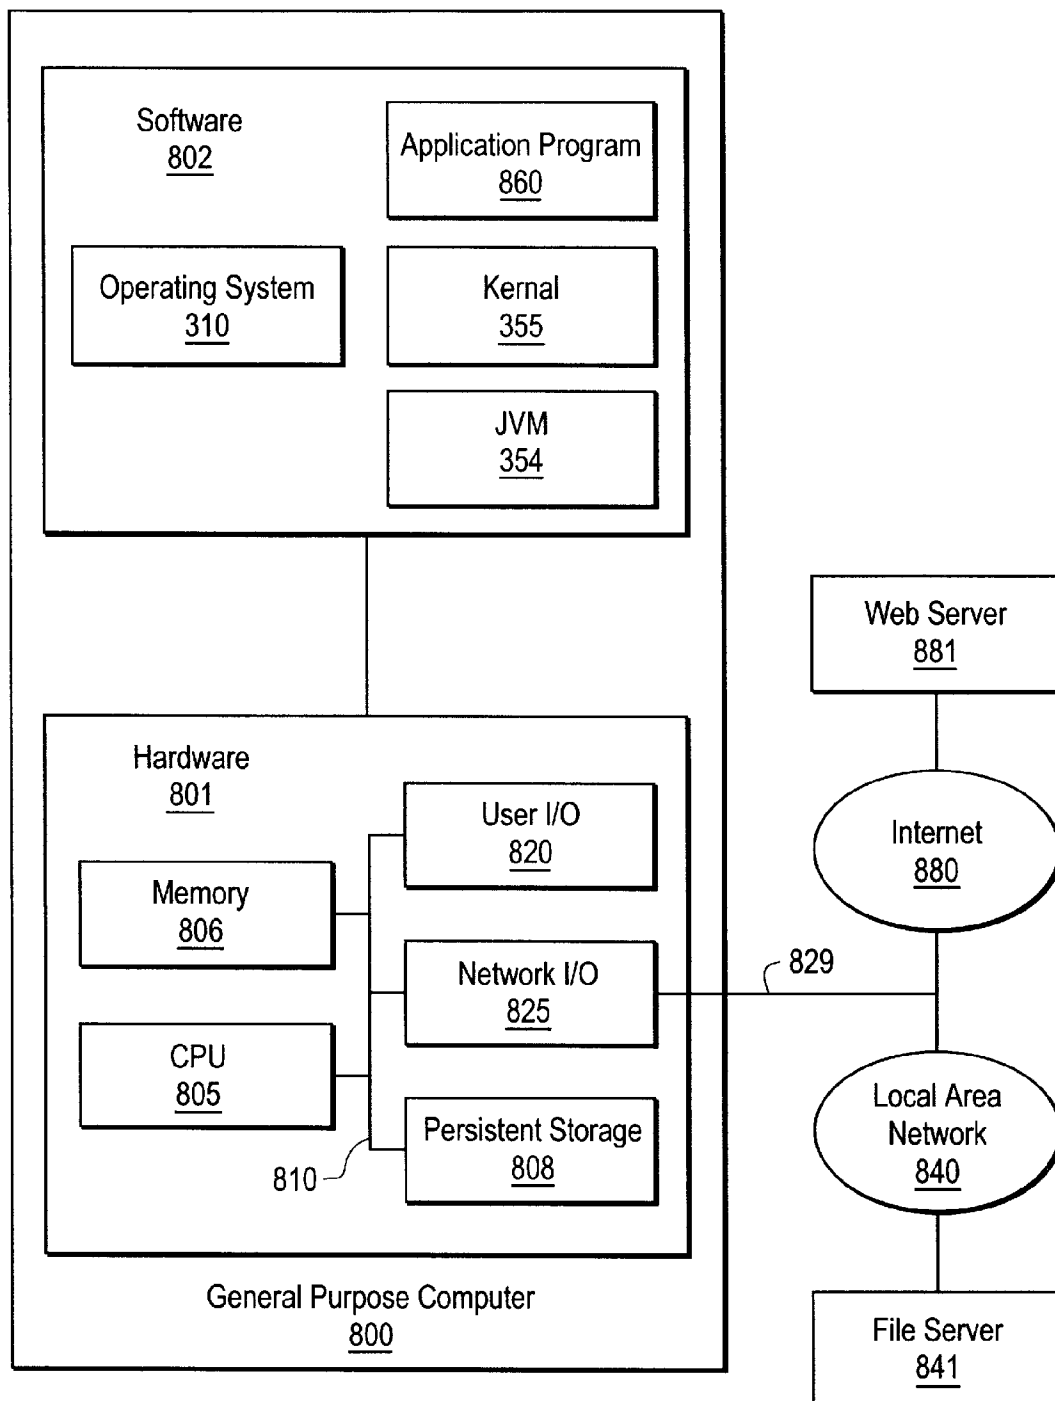 Software
802
Application Program
860
Operating System
310
Kernal
355
JVM
354
Web Server
881
Hardware
801
User I/O
820
Internet
880
Memory
806
Network I/O
825
829
CPU
805
Persistent Storage
808
810
Local Area
Network
840
General Purpose Computer
800
File Server
841